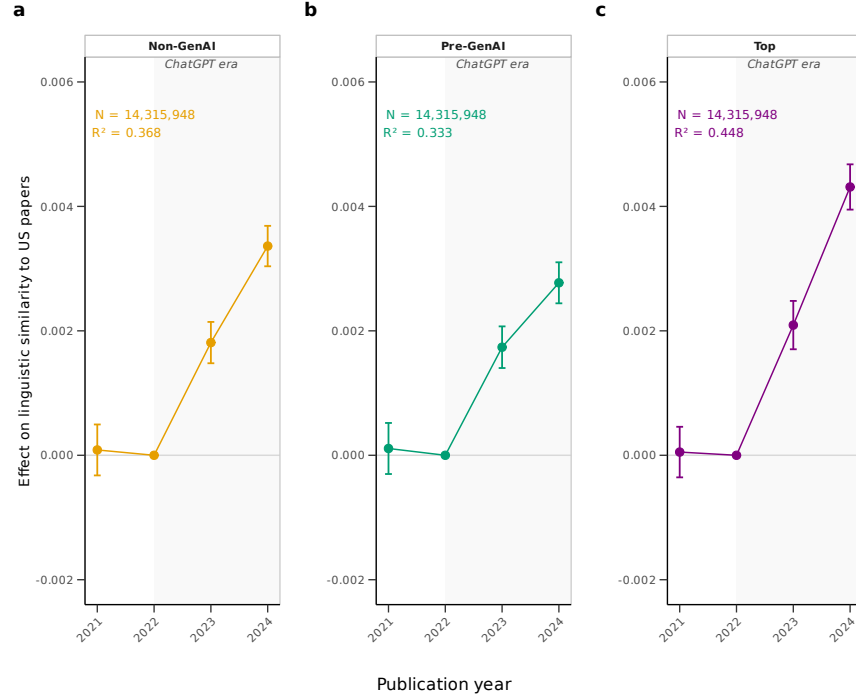 a
Non-GenAI
ChatGPT era
N = 14,315,948
R² = 0.368
0.006
0.004
0.002
0.000
-0.002
2021
2022
2023
2024
Effect on linguistic similarity to US papers
b
Pre-GenAI
ChatGPT era
N = 14,315,948
R² = 0.333
0.006
0.004
0.002
0.000
-0.002
2021
2022
2023
2024
c
Top
ChatGPT era
N = 14,315,948
R² = 0.448
0.006
0.004
0.002
0.000
-0.002
2021
2022
2023
2024
Publication year